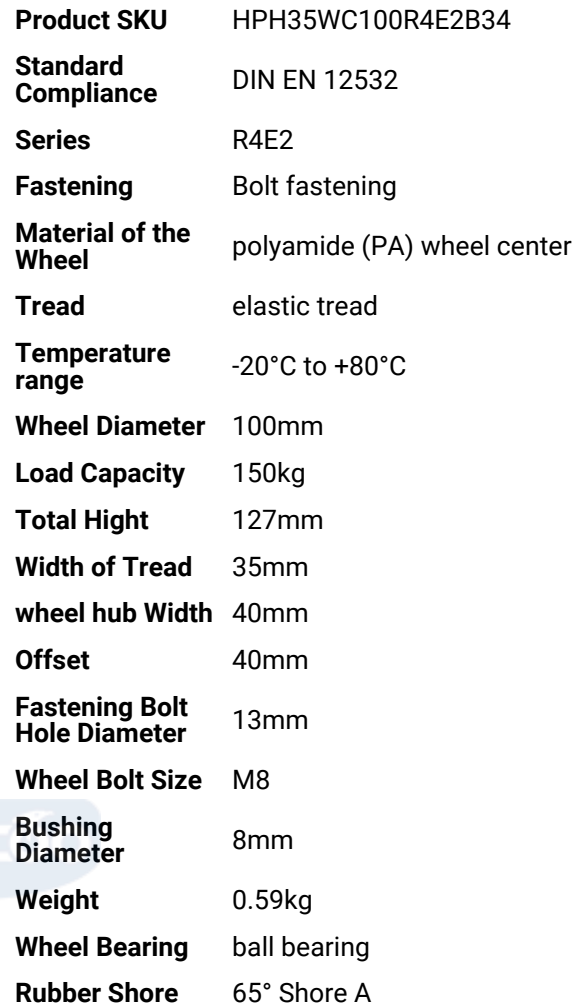 Product SKU HPH35WC100R4E2B34
Standard
Compliance DIN EN 12532
Series R4E2
Fastening Bolt fastening
Material of the
Wheel polyamide (PA) wheel center
Tread elastic tread
Temperature
range -20°C to +80°C
Wheel Diameter 100mm
Load Capacity 150kg
Total Hight 127mm
Width of Tread 35mm
wheel hub Width 40mm
Offset 40mm
Fastening Bolt
Hole Diameter 13mm
Wheel Bolt Size M8
Bushing
Diameter 8mm
Weight 0.59kg
Wheel Bearing ball bearing
Rubber Shore 65° Shore A